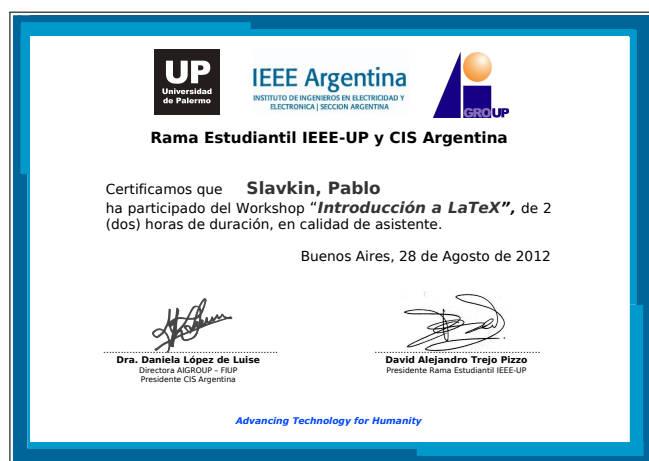 UP
Universidad
de Palermo
IEEE Argentina
INSTITUTO DE INGENIEROS EN ELECTRICIDAD Y
ELECTRONICA | SECCION ARGENTINA
GROUP
Rama Estudiantil IEEE-UP y CIS Argentina
Certificamos que Slavkin, Pablo
ha participado del Workshop “Introducción a LaTeX”, de 2
(dos) horas de duración, en calidad de asistente.
Buenos Aires, 28 de Agosto de 2012
Dra. Daniela López de Luise
Directora AIGROUP – FIUP
Presidente CIS Argentina
David Alejandro Trejo Pizzo
Presidente Rama Estudiantil IEEE-UP
Advancing Technology for Humanity